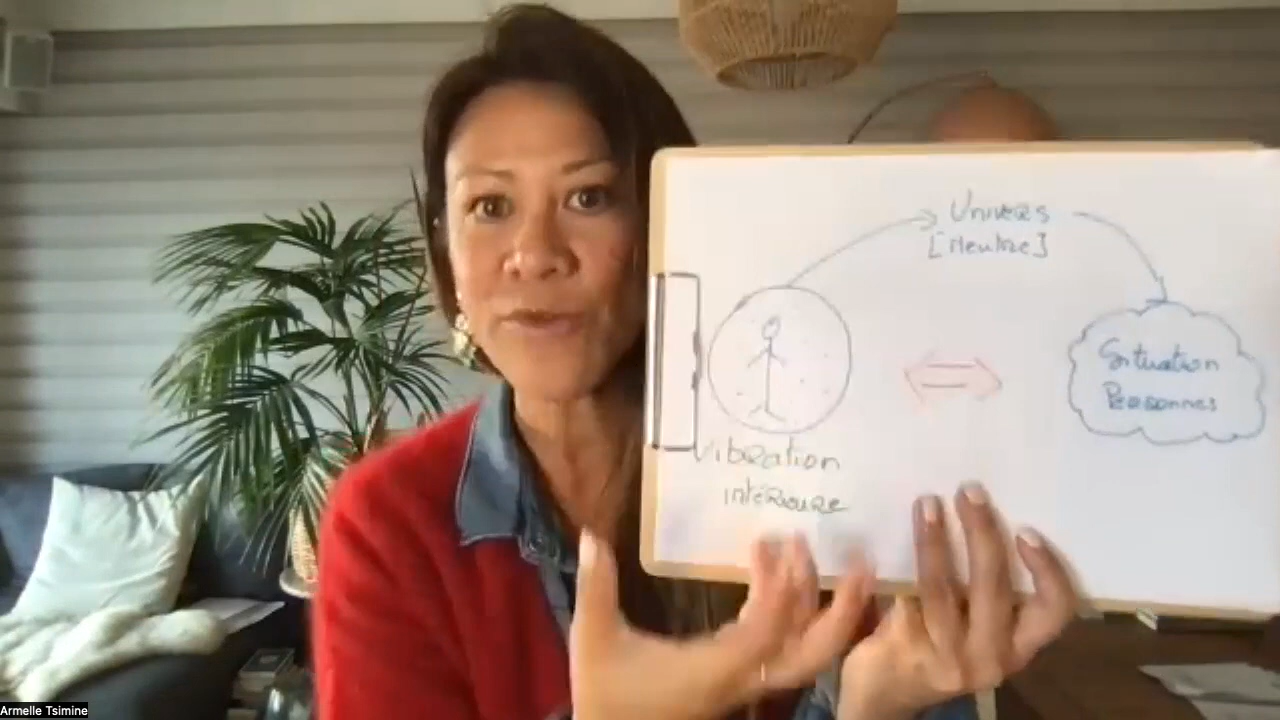 Univers
[Neutre]
Situation
Personnes
Vibration
intérieure
Armelle Tsimine